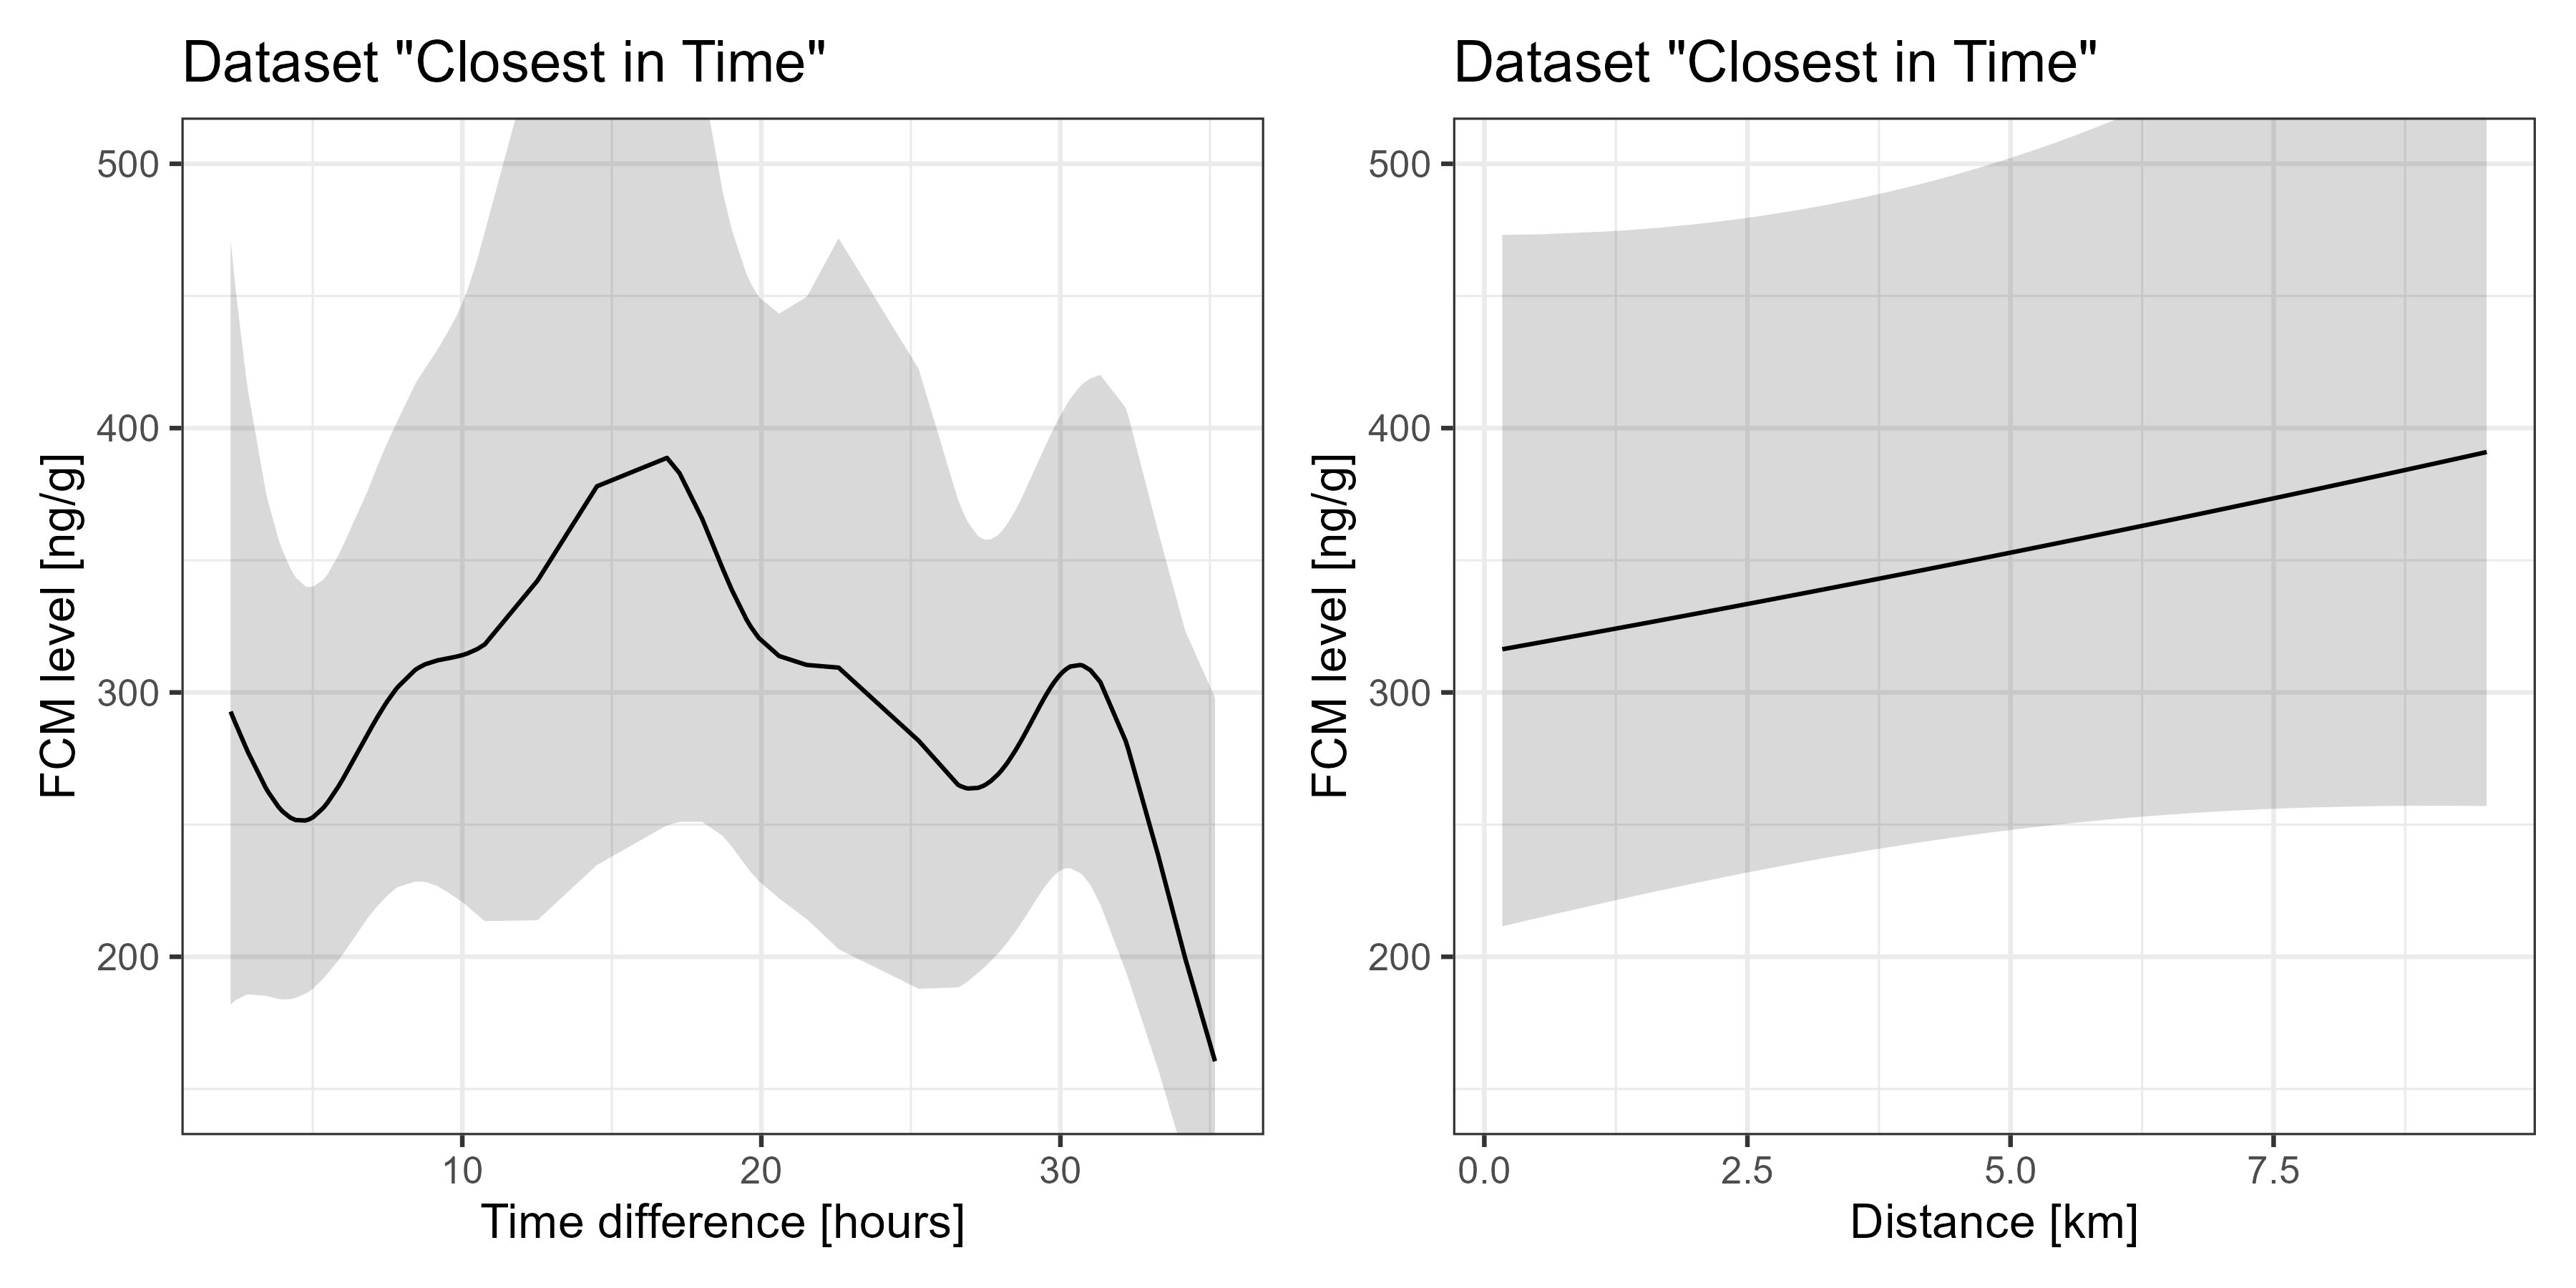 Dataset "Closest in Time"
FCM level [ng/g]
500
400
300
200
10 20 30
Time difference [hours]
Dataset "Closest in Time"
FCM level [ng/g]
500
400
300
200
0.0 2.5 5.0 7.5
Distance [km]